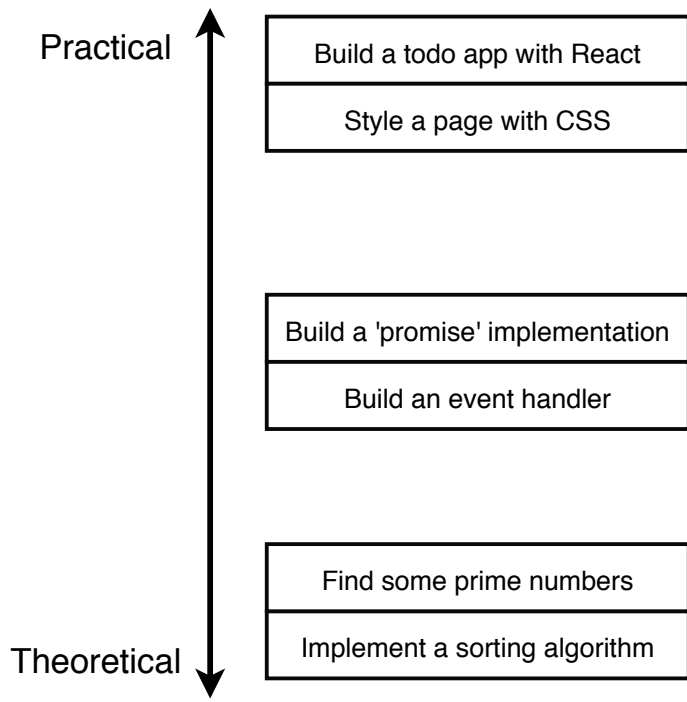 Practical
Build a todo app with React
Style a page with CSS
Build a 'promise' implementation
Build an event handler
Find some prime numbers
Implement a sorting algorithm
Theoretical